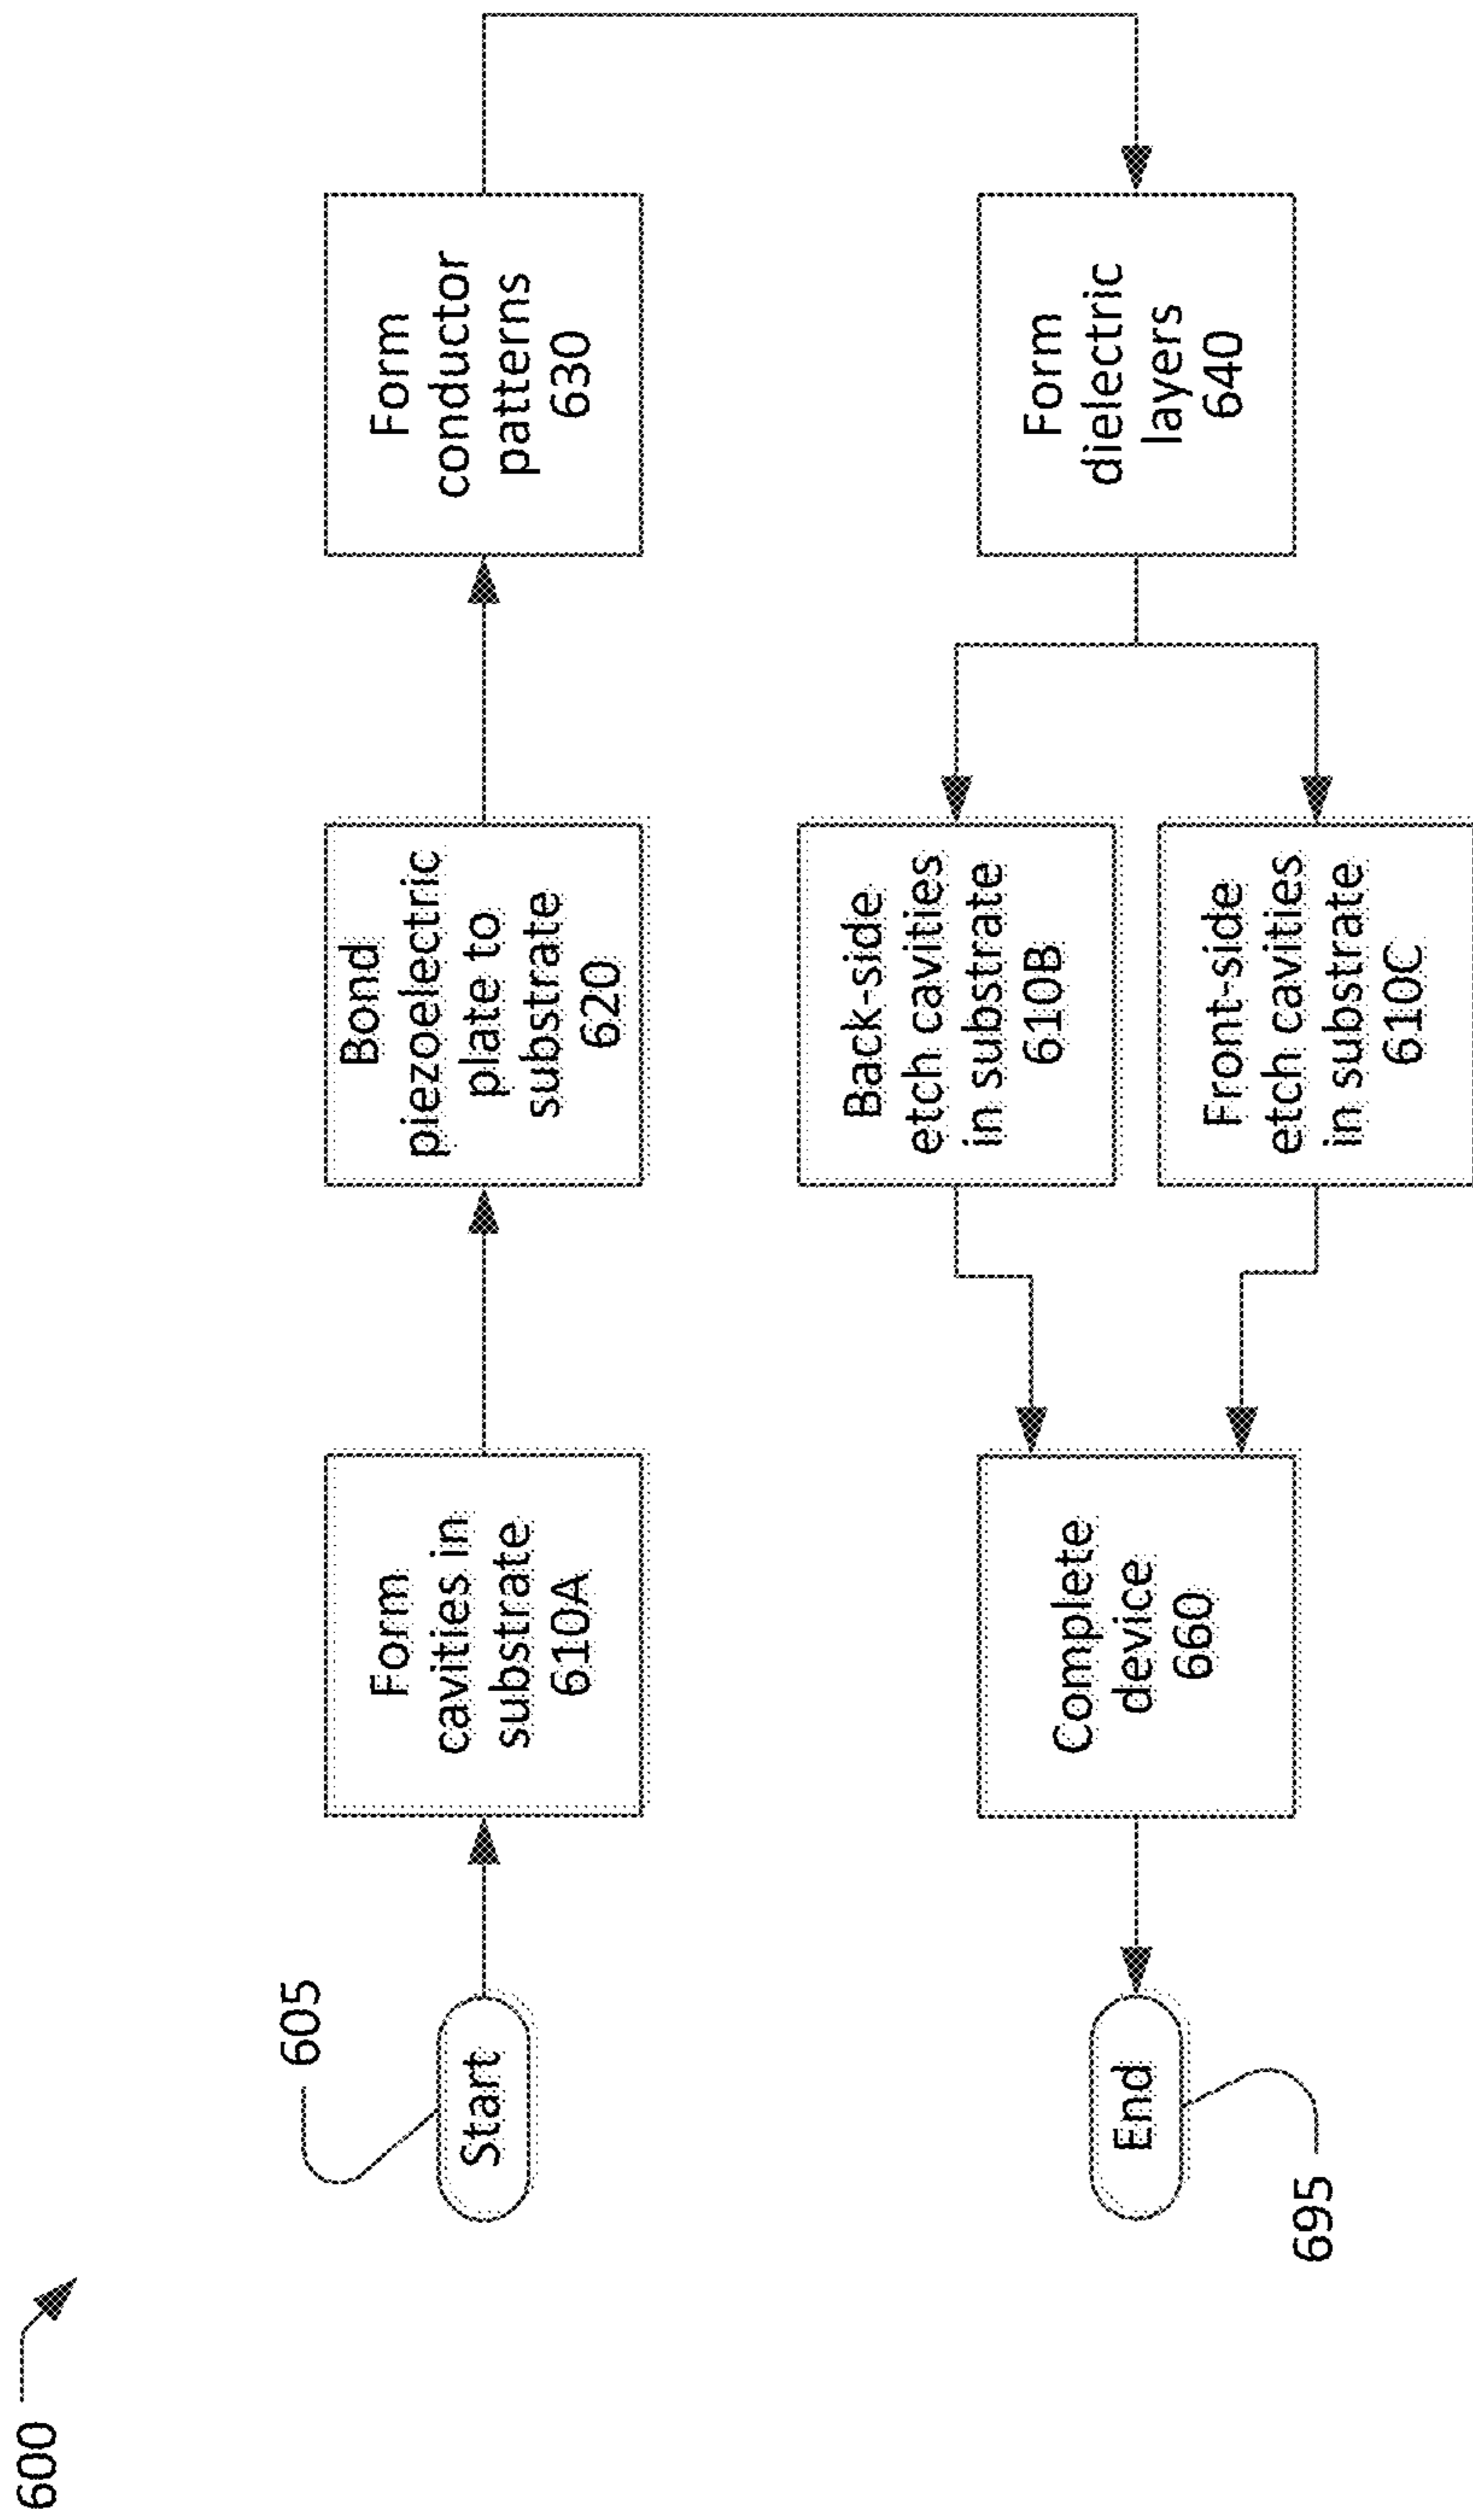 600
605
Start
Form
cavities in
substrate
610A
Bond
piezoelectric
plate to
substrate
620
Form
conductor
patterns
630
Form
dielectric
layers
640
Back-side
etch cavities
in substrate
610B
Front-side
etch cavities
in substrate
610C
Complete
device
660
End
695